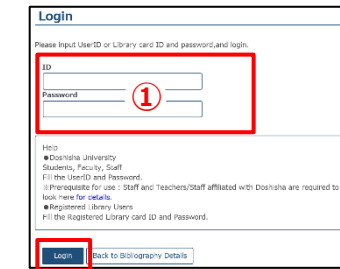 Login
Please input UserID or Library card ID and password,and login.
ID
Password
①
Help
●Doshisha University
Students, Faculty, Staff
Fill the UserID and Password.
※Prerequisite for use : Staff and Teachers/Staff affiliated with Doshisha are required to
look here for details.
●Registered Library Users
Fill the Registered Library card ID and Password.
Login Back to Bibliography Details